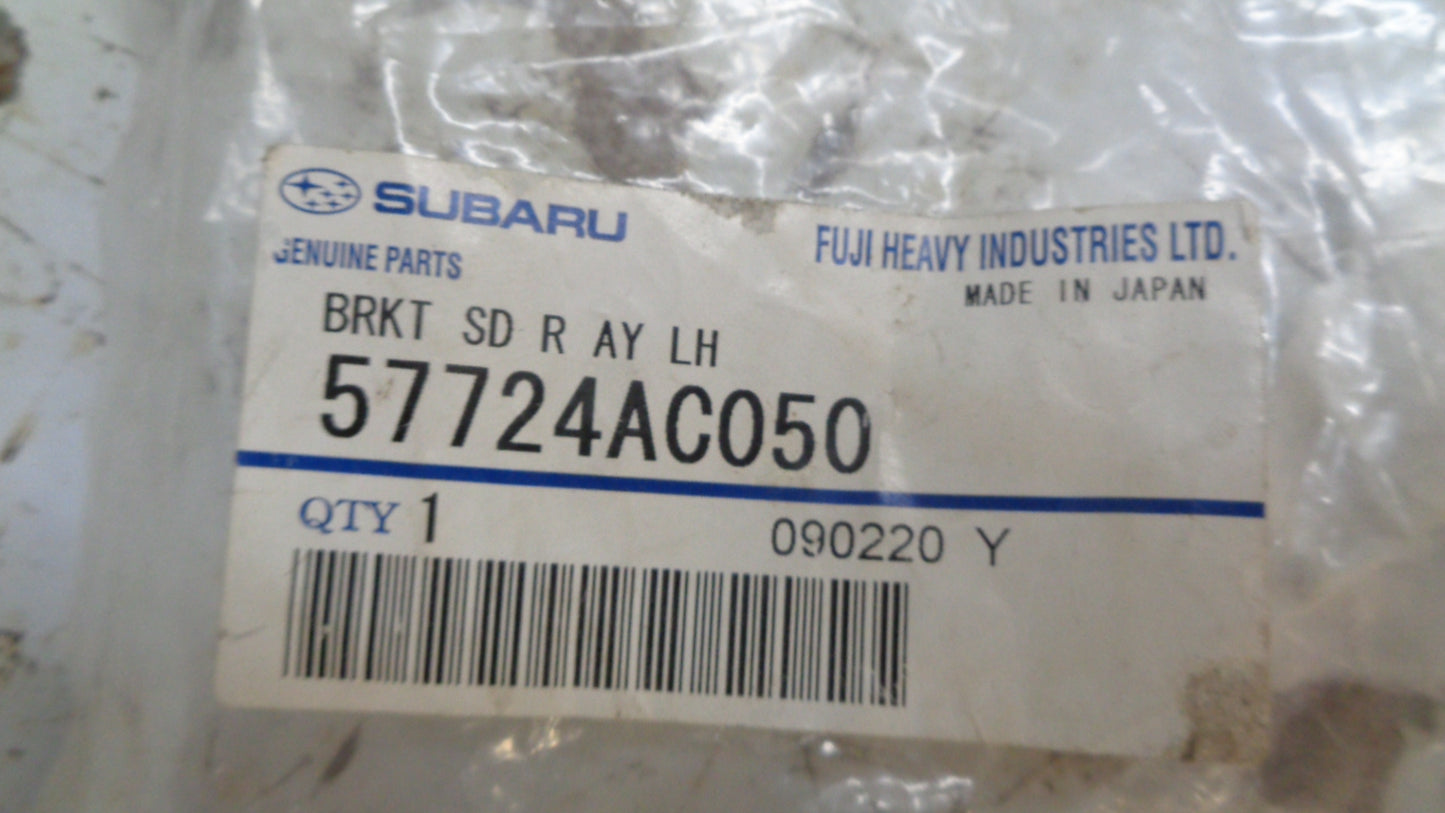 SUBARU
FUJI HEAVY INDUSTRIES LTD.
GENUINE PARTS
MADE IN JAPAN
BRKT SD R AY LH
57724AC050
QTY 1
090220 Y